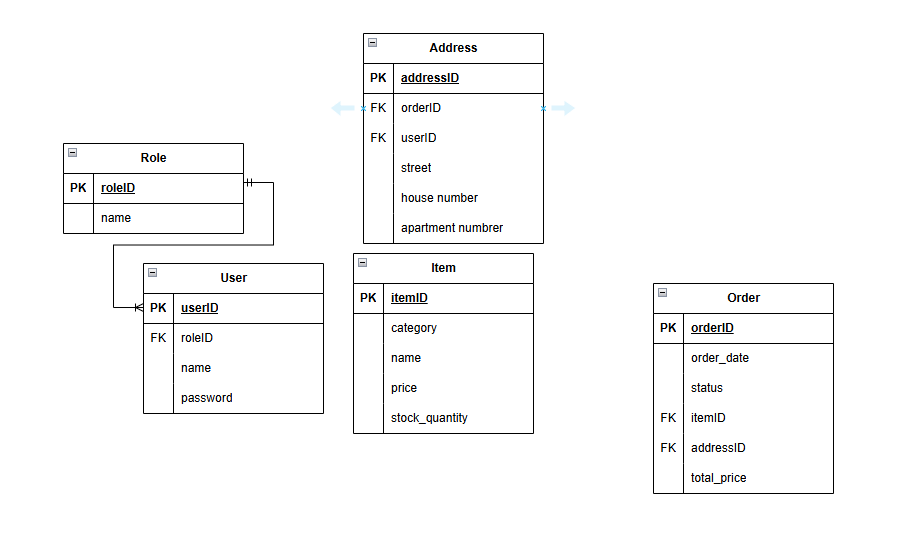 Address
PK addressID
FK orderID
FK userID
street
house number
apartment numbrer
Role
PK roleID
name
User
PK userID
FK roleID
name
password
Item
PK itemID
category
name
price
stock_quantity
Order
PK orderID
order_date
status
FK itemID
FK addressID
total_price